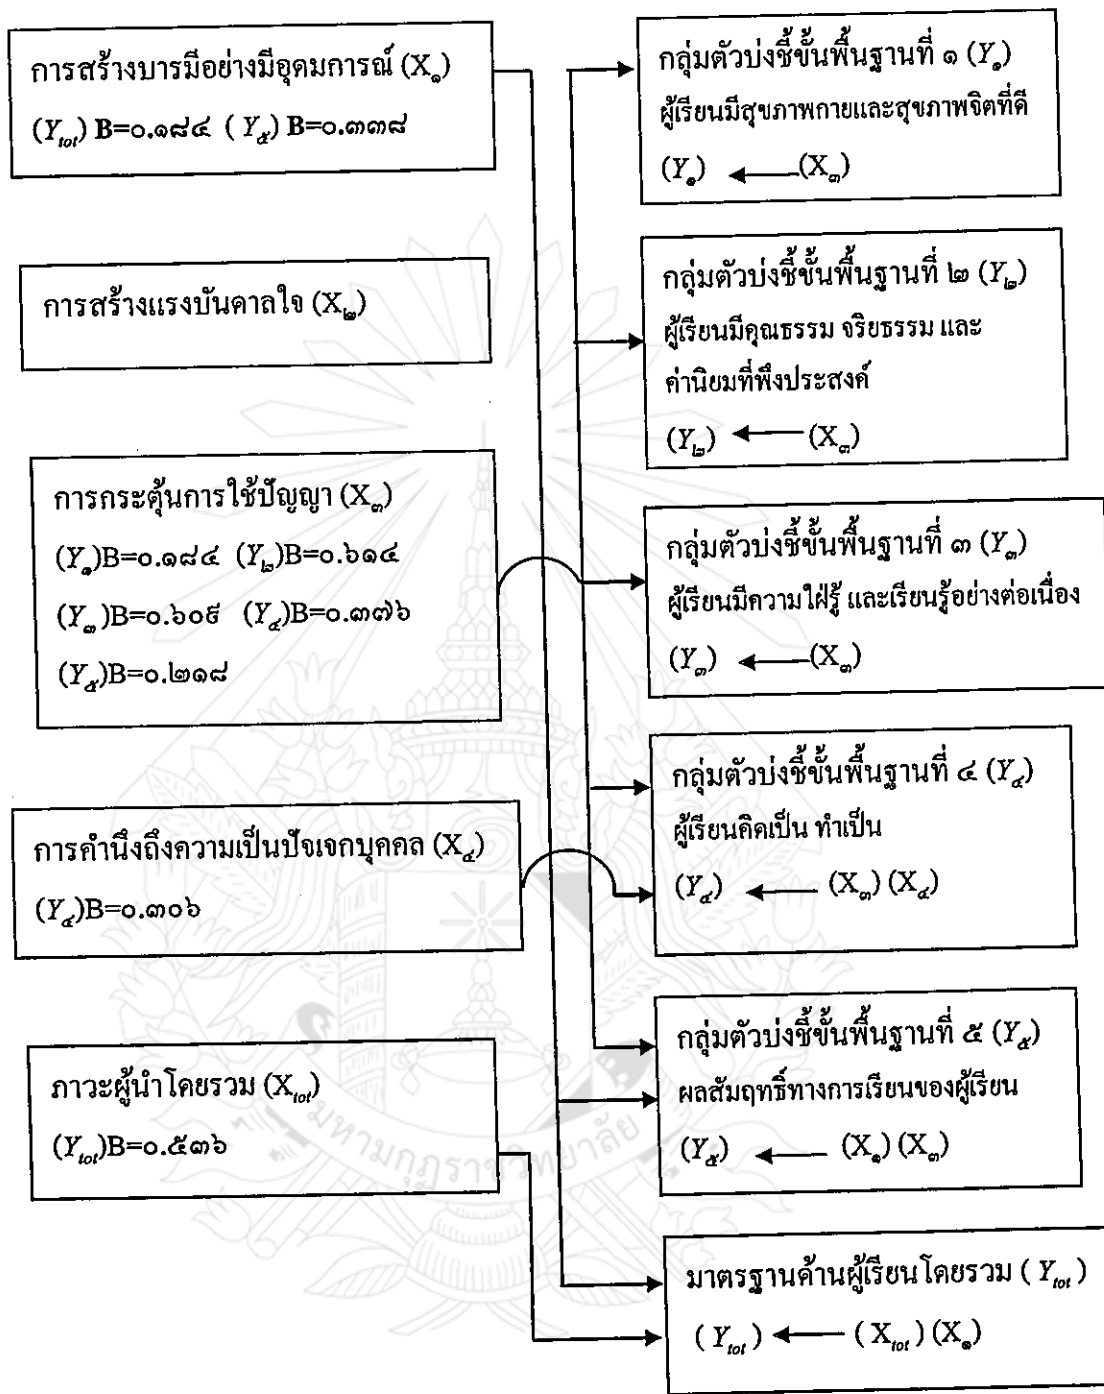 การสร้างบารมีอย่างมีอุดมการณ์ (X๑)
(Ytot) B=๐.๑๘๔ (Y๕) B=๐.๓๓๘
การสร้างแรงบันดาลใจ (X๒)
การกระตุ้นการใช้ปัญญา (X๓)
(Y๑)B=๐.๑๘๔ (Y๒)B=๐.๖๑๔
(Y๓)B=๐.๖๐๙ (Y๔)B=๐.๓๗๖
(Y๕)B=๐.๒๑๘
การคำนึงถึงความเป็นปัจเจกบุคคล (X๔)
(Y๔)B=๐.๓๐๖
ภาวะผู้นำโดยรวม (Xtot)
(Ytot)B=๐.๕๓๖
กลุ่มตัวบ่งชี้ขั้นพื้นฐานที่ ๑ (Y๑)
ผู้เรียนมีสุขภาพกายและสุขภาพจิตที่ดี
(Y๑) ← (X๓)
กลุ่มตัวบ่งชี้ขั้นพื้นฐานที่ ๒ (Y๒)
ผู้เรียนมีคุณธรรม จริยธรรม และ
ค่านิยมที่พึงประสงค์
(Y๒) ← (X๓)
กลุ่มตัวบ่งชี้ขั้นพื้นฐานที่ ๓ (Y๓)
ผู้เรียนมีความใฝ่รู้ และเรียนรู้อย่างต่อเนื่อง
(Y๓) ← (X๓)
กลุ่มตัวบ่งชี้ขั้นพื้นฐานที่ ๔ (Y๔)
ผู้เรียนคิดเป็น ทำเป็น
(Y๔) ← (X๓) (X๔)
กลุ่มตัวบ่งชี้ขั้นพื้นฐานที่ ๕ (Y๕)
ผลสัมฤทธิ์ทางการเรียนของผู้เรียน
(Y๕) ← (X๑) (X๓)
มาตรฐานด้านผู้เรียนโดยรวม (Ytot)
(Ytot) ← (Xtot) (X๑)
มหามกุฏราชวิทยาลัย